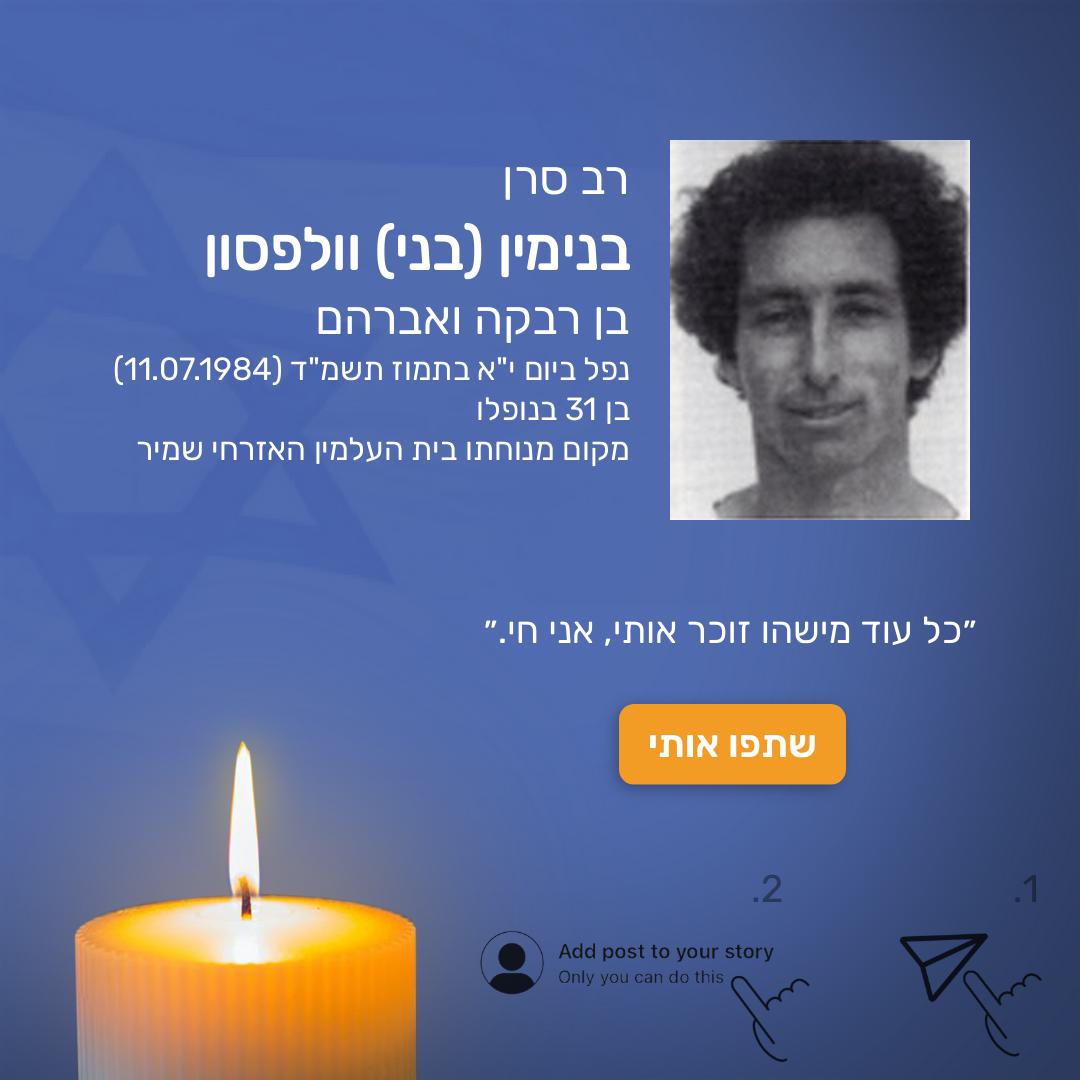 רב סרן
בנימין (בני) וולפסון
בן רבקה ואברהם
נפל ביום י"א בתמוז תשמ"ד (11.07.1984)
בן 31 בנופלו
מקום מנוחתו בית העלמין האזרחי שמיר
״כל עוד מישהו זוכר אותי, אני חי.״
שתפו אותי
1.
2.
Add post to your story
Only you can do this